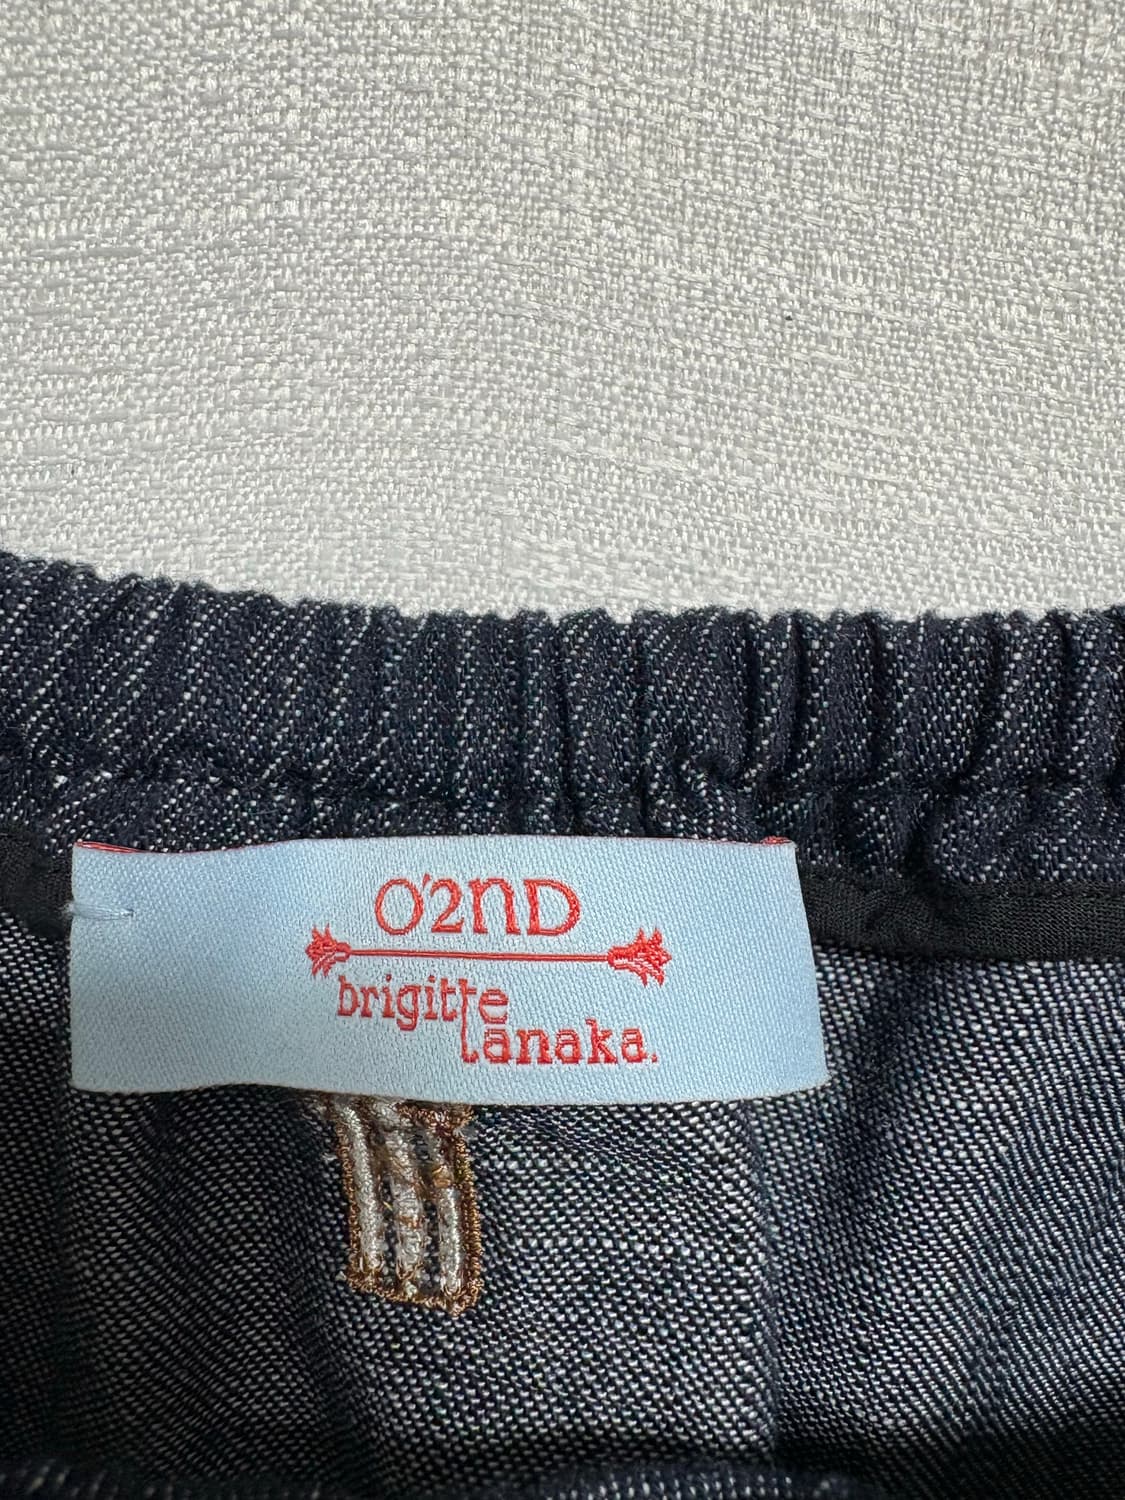 O'2ND
brigitte
tanaka.